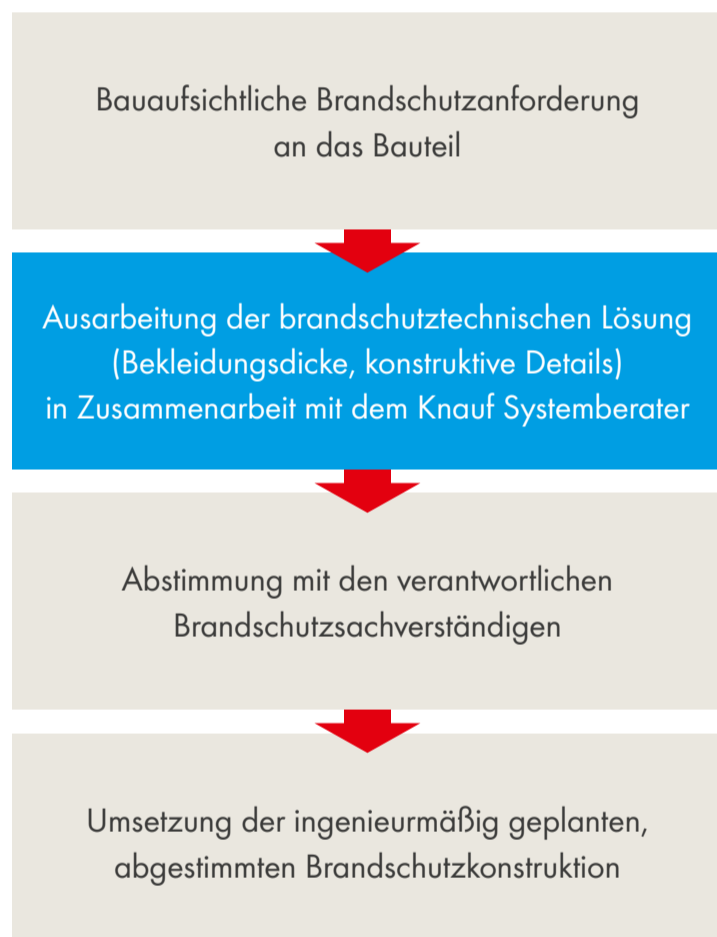 Bauaufsichtliche Brandschutzanforderung
an das Bauteil
Ausarbeitung der brandschutztechnischen Lösung
(Bekleidungsdicke, konstruktive Details)
in Zusammenarbeit mit dem Knauf Systemberater
Abstimmung mit den verantwortlichen
Brandschutzsachverständigen
Umsetzung der ingenieurmäßig geplanten,
abgestimmten Brandschutzkonstruktion